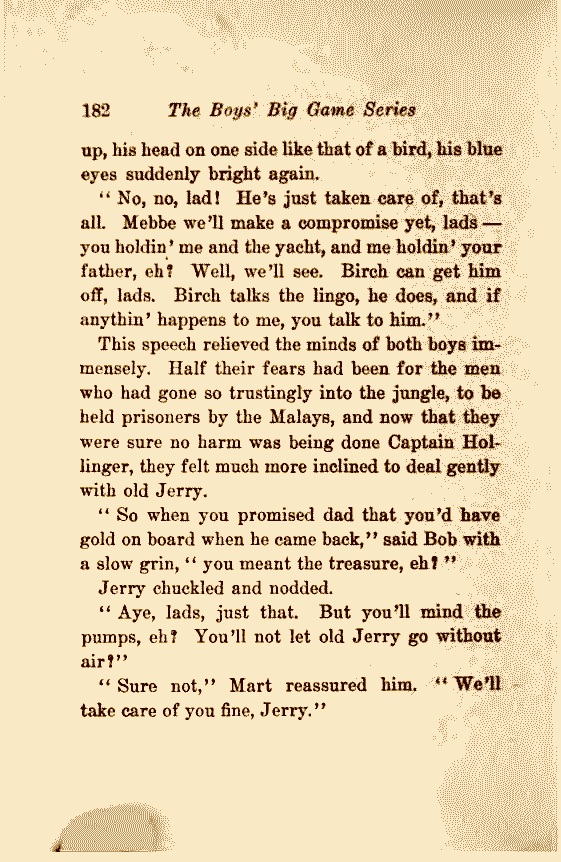 182 The Boys' Big Game Series
up, his head on one side like that of a bird, his blue
eyes suddenly bright again.
"No, no, lad! He's just taken care of, that's
all. Mebbe we'll make a compromise yet, lads —
you holdin' me and the yacht, and me holdin' your
father, eh? Well, we'll see. Birch can get him
off, lads. Birch talks the lingo, he does, and if
anythin' happens to me, you talk to him."
This speech relieved the minds of both boys im-
mensely. Half their fears had been for the men
who had gone so trustingly into the jungle, to be
held prisoners by the Malays, and now that they
were sure no harm was being done Captain Hol-
linger, they felt much more inclined to deal gently
with old Jerry.
"So when you promised dad that you'd have
gold on board when he came back," said Bob with
a slow grin, "you meant the treasure, eh?"
Jerry chuckled and nodded.
"Aye, lads, just that. But you'll mind the
pumps, eh? You'll not let old Jerry go without
air?"
"Sure not," Mart reassured him. "We'll
take care of you fine, Jerry."